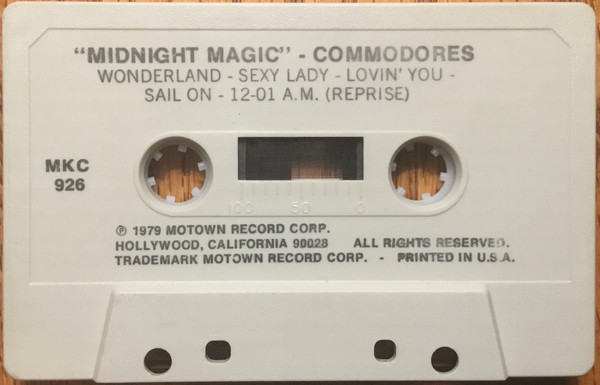 "MIDNIGHT MAGIC" - COMMODORES
WONDERLAND - SEXY LADY - LOVIN' YOU -
SAIL ON - 12-01 A.M. (REPRISE)
MKC
926
100 50 0
℗ 1979 MOTOWN RECORD CORP.
HOLLYWOOD, CALIFORNIA 90028 ALL RIGHTS RESERVED.
TRADEMARK MOTOWN RECORD CORP. - PRINTED IN U.S.A.